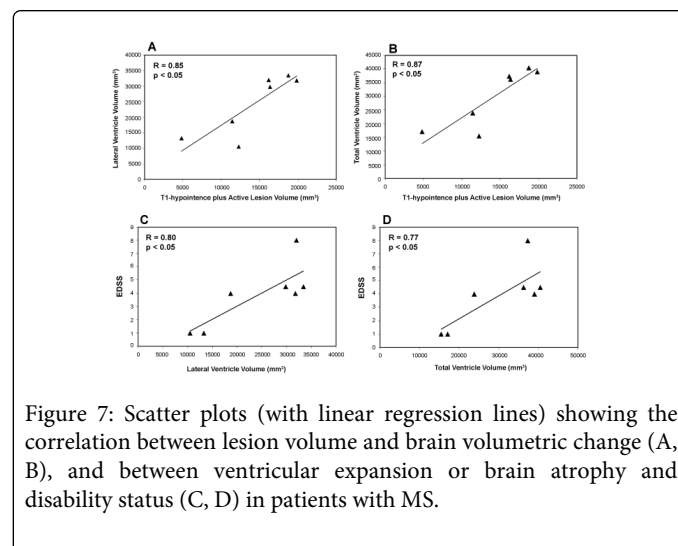 A
R = 0.85
p < 0.05
Lateral Ventricle Volume (mm³)
40000
35000
30000
25000
20000
15000
10000
5000
0
0 5000 10000 15000 20000 25000
T1-hypointence plus Active Lesion Volume (mm³)
B
R = 0.87
p < 0.05
Total Ventricle Volume (mm³)
45000
40000
35000
30000
25000
20000
15000
10000
5000
0
0 5000 10000 15000 20000 25000
T1-hypointence plus Active Lesion Volume (mm³)
C
R = 0.80
p < 0.05
EDSS
9
8
7
6
5
4
3
2
1
0
0 5000 10000 15000 20000 25000 30000 35000 40000
Lateral Ventricle Volume (mm³)
D
R = 0.77
p < 0.05
EDSS
9
8
7
6
5
4
3
2
1
0
0 10000 20000 30000 40000 50000
Total Ventricle Volume (mm³)
Figure 7: Scatter plots (with linear regression lines) showing the
correlation between lesion volume and brain volumetric change (A,
B), and between ventricular expansion or brain atrophy and
disability status (C, D) in patients with MS.